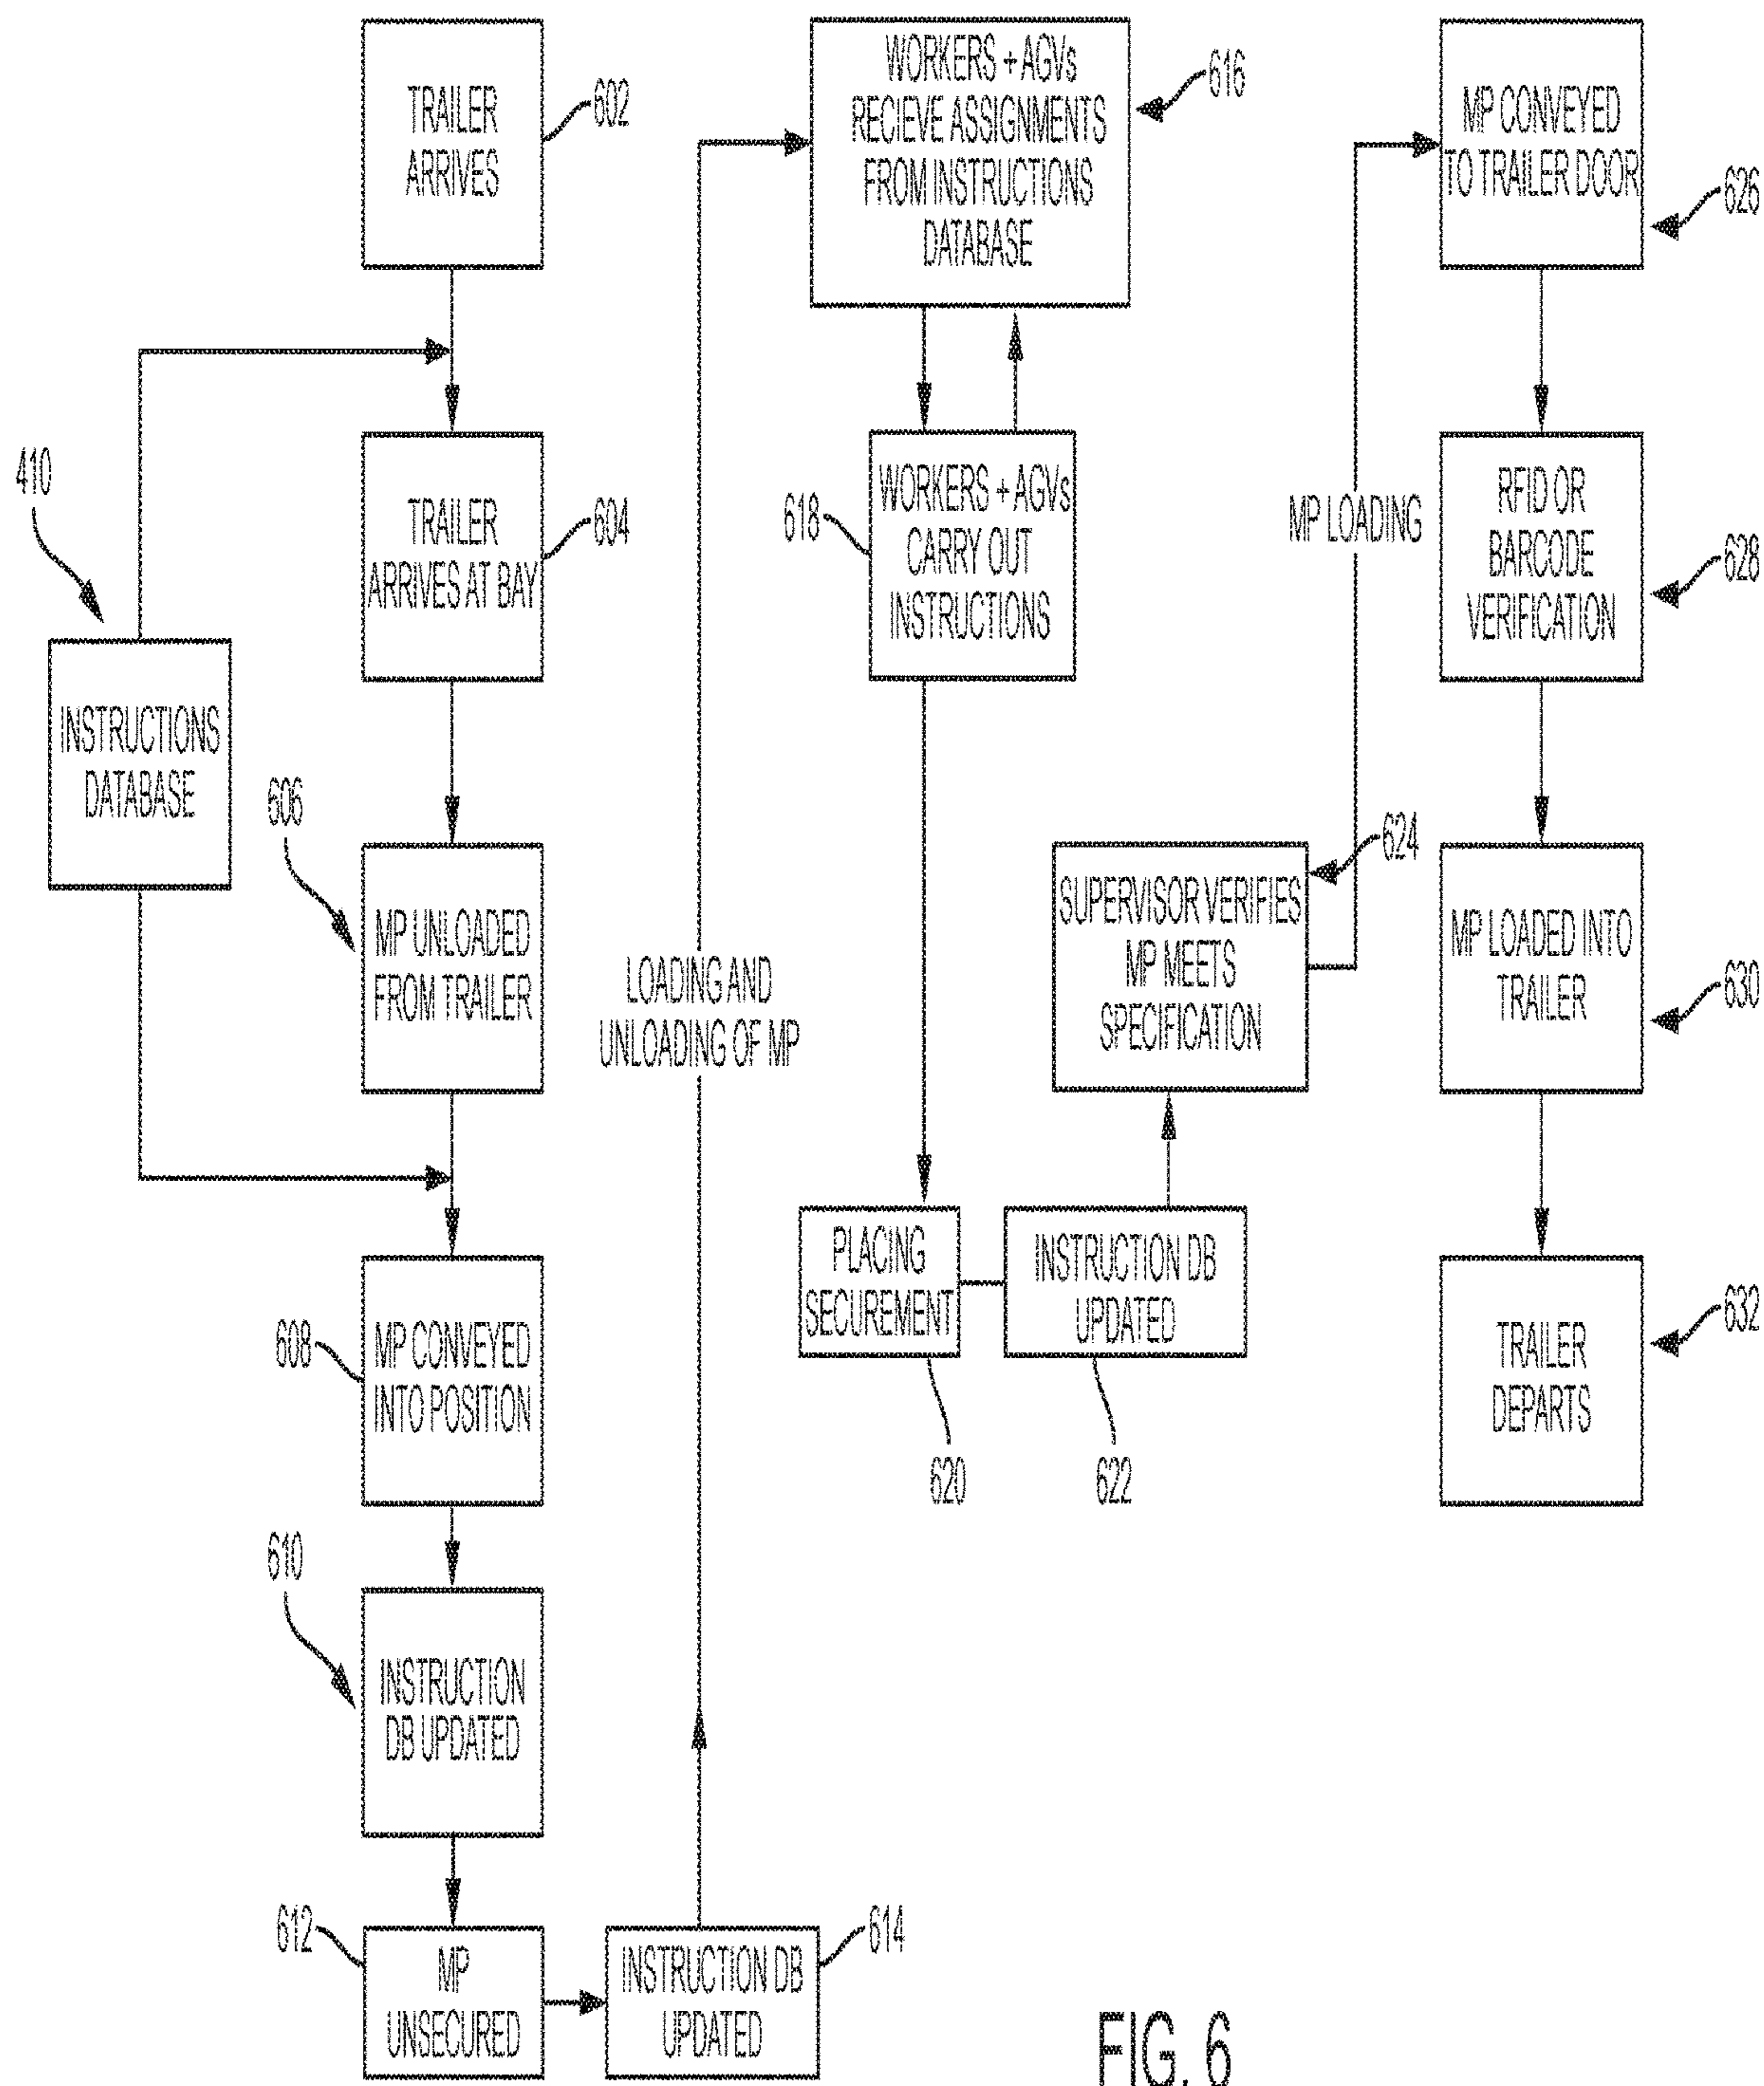 TRAILER
ARRIVES
602
TRAILER
ARRIVES AT BAY
604
410
INSTRUCTIONS
DATABASE
606
MP UNLOADED
FROM TRAILER
608
MP CONVEYED
INTO POSITION
610
INSTRUCTION
DB UPDATED
612
MP
UNSECURED
INSTRUCTION DB
UPDATED
614
LOADING AND
UNLOADING OF MP
WORKERS + AGVs
RECIEVE ASSIGNMENTS
FROM INSTRUCTIONS
DATABASE
616
618
WORKERS + AGVs
CARRY OUT
INSTRUCTIONS
PLACING
SECUREMENT
620
INSTRUCTION DB
UPDATED
622
SUPERVISOR VERIFIES
MP MEETS
SPECIFICATION
624
MP LOADING
MP CONVEYED
TO TRAILER DOOR
626
RFID OR
BARCODE
VERIFICATION
628
MP LOADED INTO
TRAILER
630
TRAILER
DEPARTS
632
FIG. 6